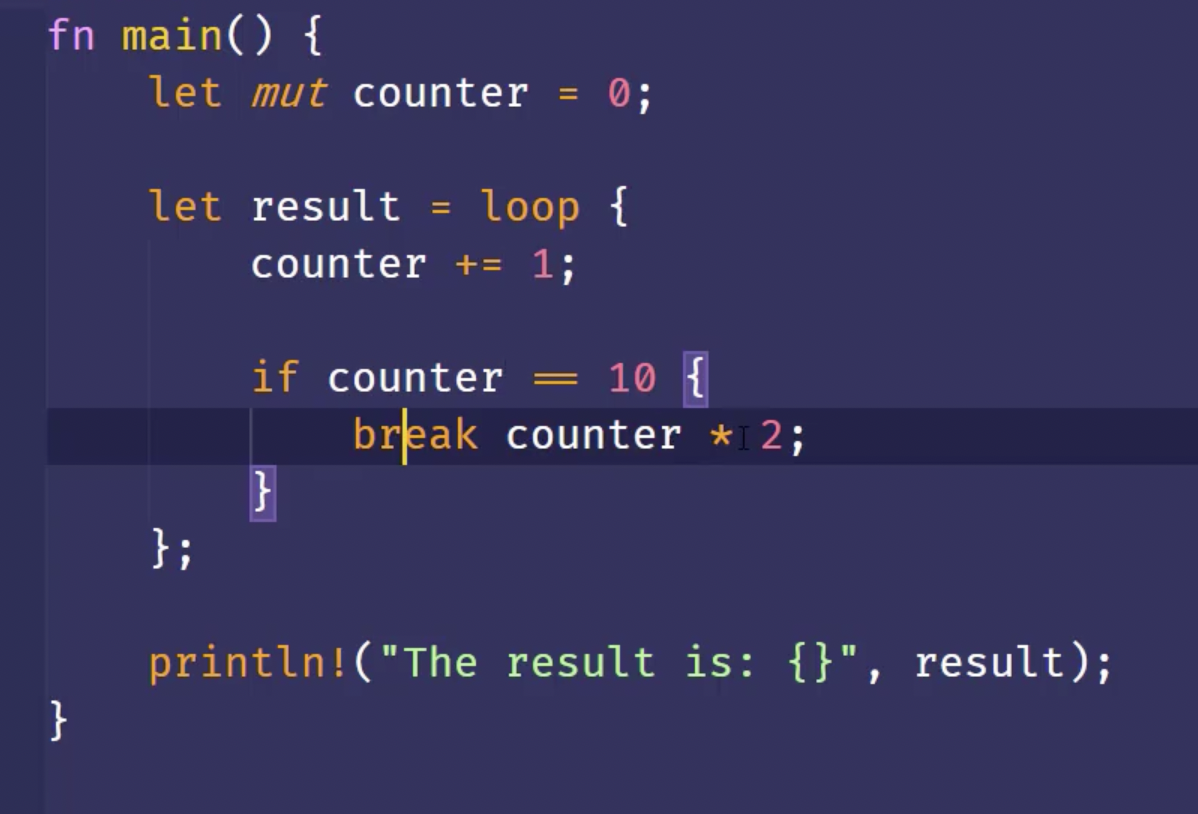 fn main() {
    let mut counter = 0;
    let result = loop {
        counter += 1;
        if counter == 10 {
            break counter * 2;
        }
    };
    println!("The result is: {}", result);
}